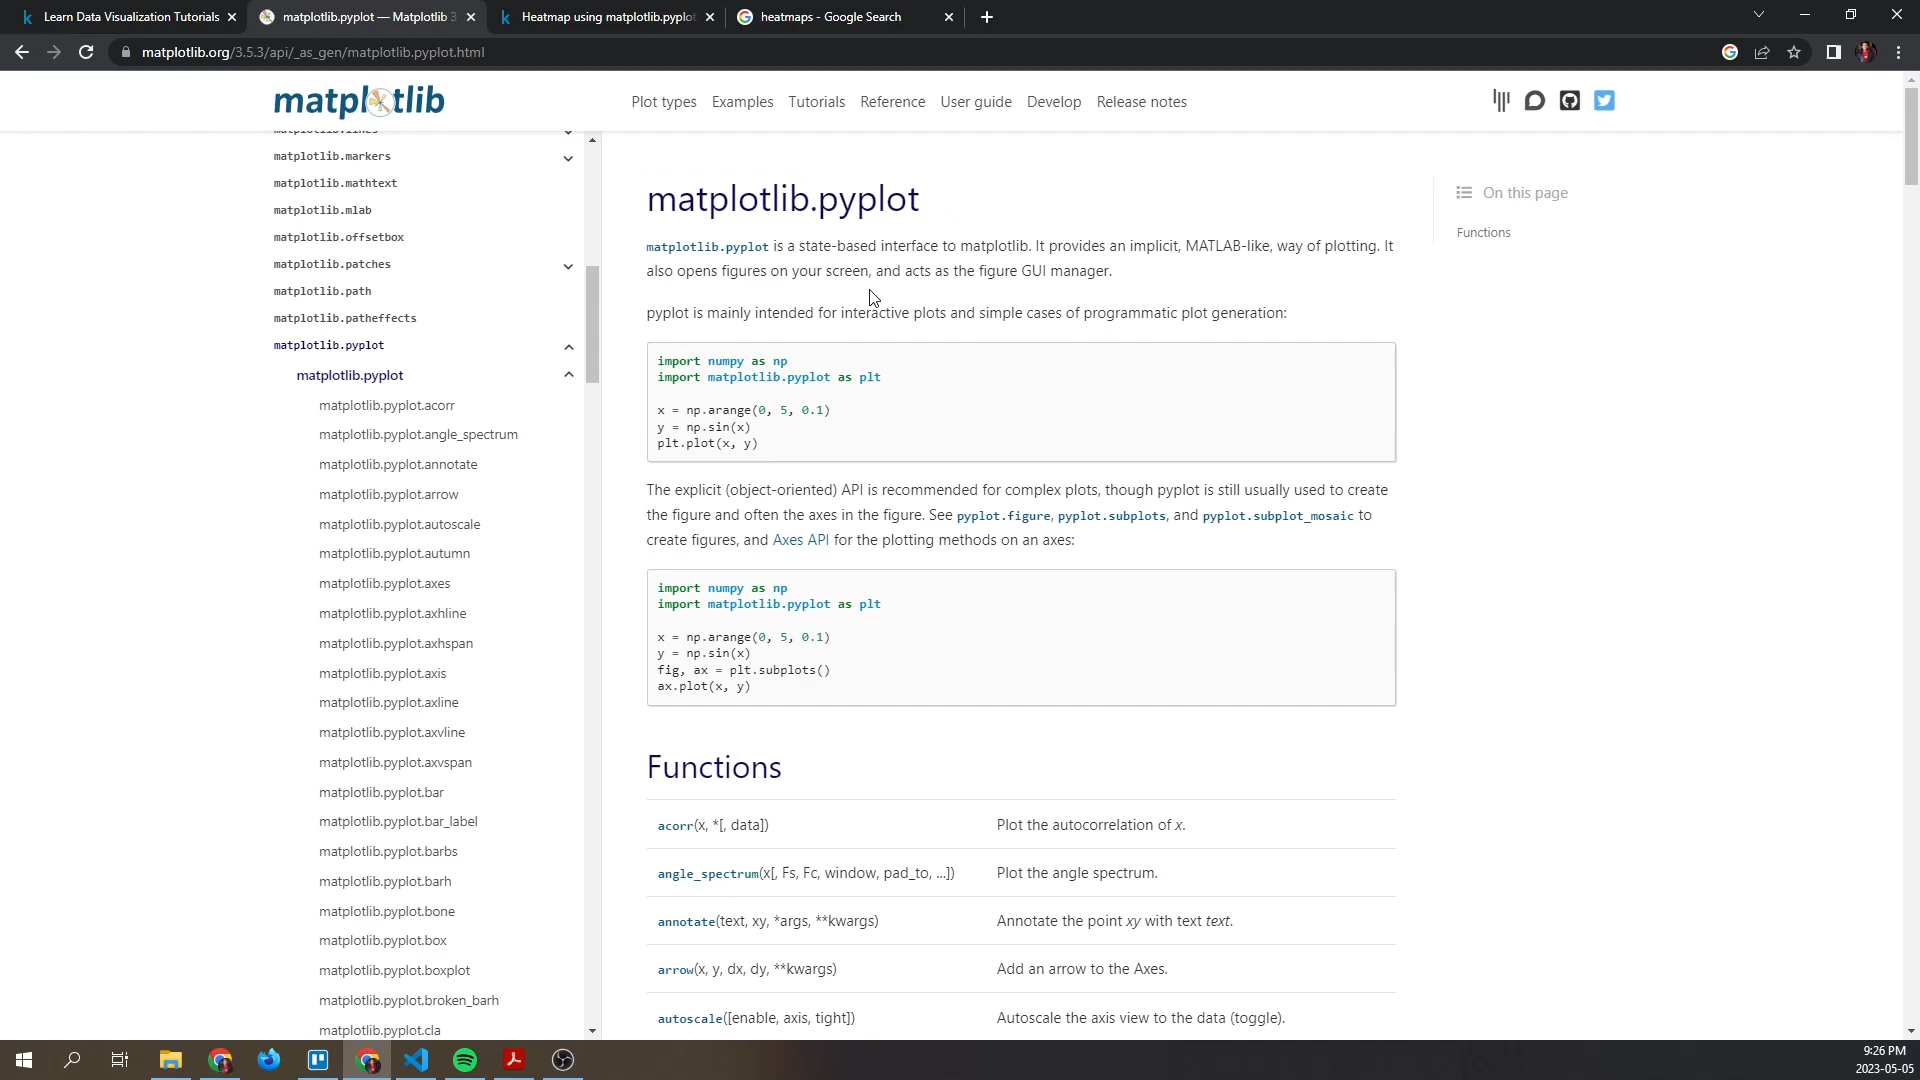 Learn Data Visualization Tutorials
matplotlib.pyplot — Matplotlib 3
Heatmap using matplotlib.pyplot
heatmaps - Google Search
matplotlib.org/3.5.3/api/_as_gen/matplotlib.pyplot.html
matplotlib
Plot types
Examples
Tutorials
Reference
User guide
Develop
Release notes
matplotlib.lines
matplotlib.markers
matplotlib.mathtext
matplotlib.mlab
matplotlib.offsetbox
matplotlib.patches
matplotlib.path
matplotlib.patheffects
matplotlib.pyplot
matplotlib.pyplot
matplotlib.pyplot.acorr
matplotlib.pyplot.angle_spectrum
matplotlib.pyplot.annotate
matplotlib.pyplot.arrow
matplotlib.pyplot.autoscale
matplotlib.pyplot.autumn
matplotlib.pyplot.axes
matplotlib.pyplot.axhline
matplotlib.pyplot.axhspan
matplotlib.pyplot.axis
matplotlib.pyplot.axline
matplotlib.pyplot.axvline
matplotlib.pyplot.axvspan
matplotlib.pyplot.bar
matplotlib.pyplot.bar_label
matplotlib.pyplot.barbs
matplotlib.pyplot.barh
matplotlib.pyplot.bone
matplotlib.pyplot.box
matplotlib.pyplot.boxplot
matplotlib.pyplot.broken_barh
matplotlib.pyplot.cla
matplotlib.pyplot
matplotlib.pyplot is a state-based interface to matplotlib. It provides an implicit, MATLAB-like, way of plotting. It
also opens figures on your screen, and acts as the figure GUI manager.
pyplot is mainly intended for interactive plots and simple cases of programmatic plot generation:
import numpy as np
import matplotlib.pyplot as plt
x = np.arange(0, 5, 0.1)
y = np.sin(x)
plt.plot(x, y)
The explicit (object-oriented) API is recommended for complex plots, though pyplot is still usually used to create
the figure and often the axes in the figure. See pyplot.figure, pyplot.subplots, and pyplot.subplot_mosaic to
create figures, and Axes API for the plotting methods on an axes:
import numpy as np
import matplotlib.pyplot as plt
x = np.arange(0, 5, 0.1)
y = np.sin(x)
fig, ax = plt.subplots()
ax.plot(x, y)
Functions
acorr(x, *[, data]) Plot the autocorrelation of x.
angle_spectrum(x[, Fs, Fc, window, pad_to, ...]) Plot the angle spectrum.
annotate(text, xy, *args, **kwargs) Annotate the point xy with text text.
arrow(x, y, dx, dy, **kwargs) Add an arrow to the Axes.
autoscale([enable, axis, tight]) Autoscale the axis view to the data (toggle).
On this page
Functions
9:26 PM
2023-05-05